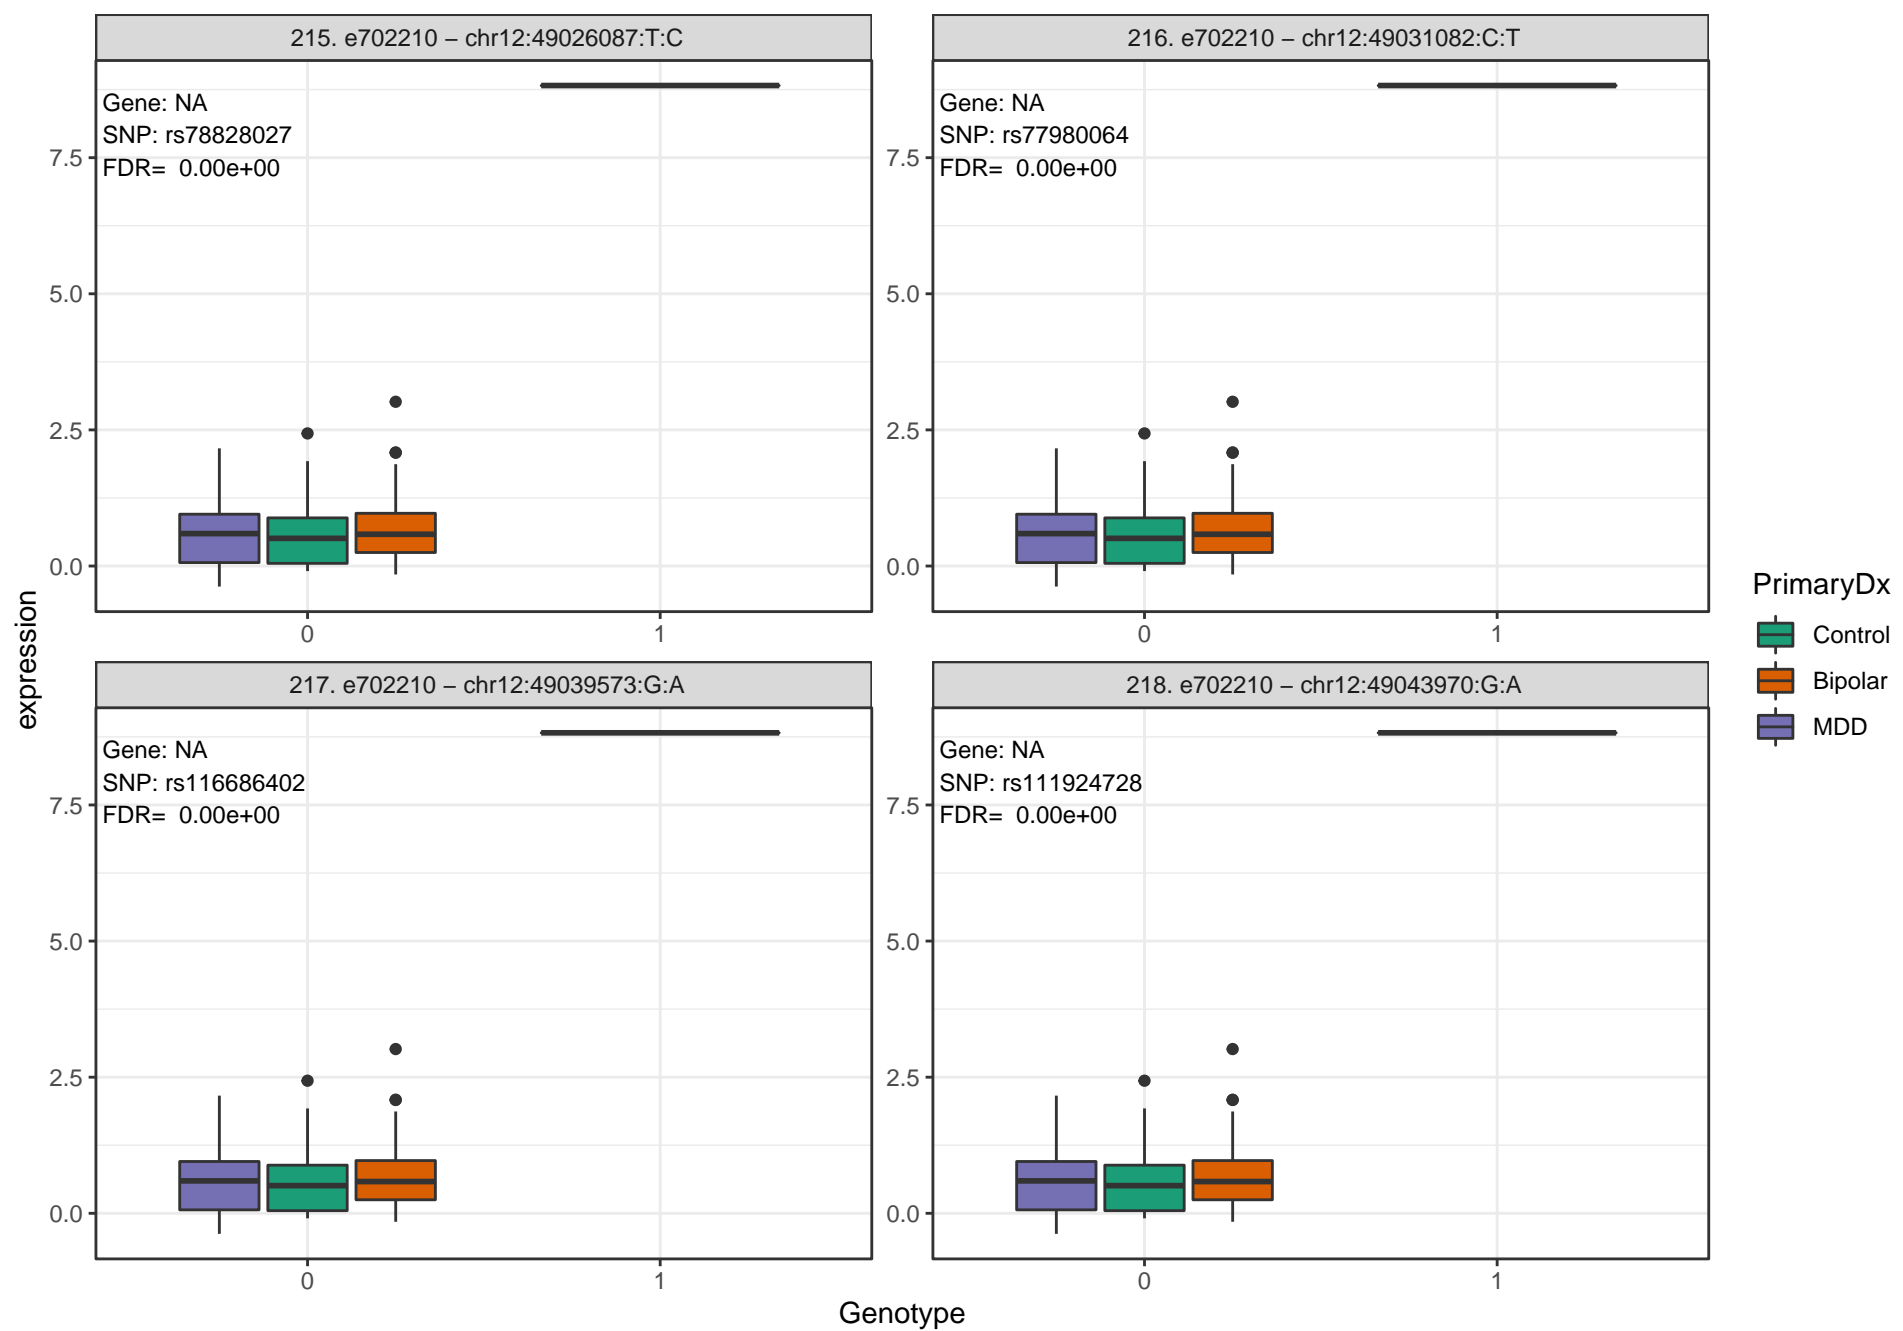 215. e702210 – chr12:49026087:T:C
216. e702210 – chr12:49031082:C:T
Gene: NA
SNP: rs78828027
FDR=  0.00e+00
Gene: NA
SNP: rs77980064
FDR=  0.00e+00
7.5
5.0
2.5
0.0
7.5
5.0
2.5
0.0
0
1
0
1
217. e702210 – chr12:49039573:G:A
218. e702210 – chr12:49043970:G:A
Gene: NA
SNP: rs116686402
FDR=  0.00e+00
Gene: NA
SNP: rs111924728
FDR=  0.00e+00
7.5
5.0
2.5
0.0
7.5
5.0
2.5
0.0
0
1
0
1
expression
Genotype
PrimaryDx
Control
Bipolar
MDD